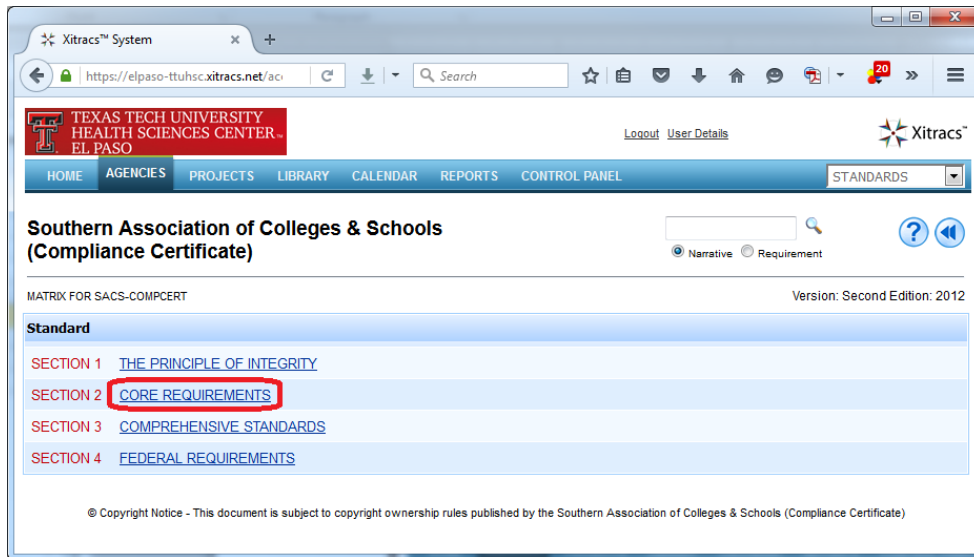 Xitracs™ System
https://elpaso-ttuhsc.xitracs.net/ac
Search
20
TEXAS TECH UNIVERSITY
HEALTH SCIENCES CENTER™
EL PASO
Logout User Details
Xitracs™
HOME AGENCIES PROJECTS LIBRARY CALENDAR REPORTS CONTROL PANEL STANDARDS
Southern Association of Colleges & Schools
(Compliance Certificate)
Narrative Requirement
MATRIX FOR SACS-COMPCERT Version: Second Edition: 2012
Standard
SECTION 1 THE PRINCIPLE OF INTEGRITY
SECTION 2 CORE REQUIREMENTS
SECTION 3 COMPREHENSIVE STANDARDS
SECTION 4 FEDERAL REQUIREMENTS
© Copyright Notice - This document is subject to copyright ownership rules published by the Southern Association of Colleges & Schools (Compliance Certificate)